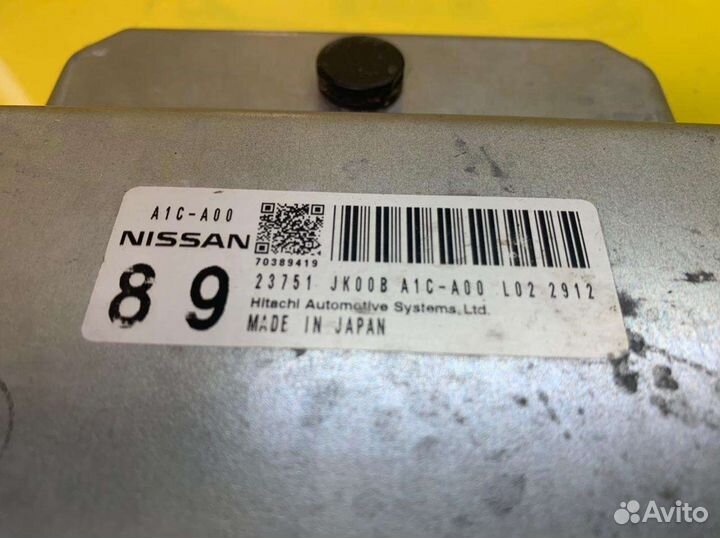 A1C-A00
NISSAN
70389419
8 9
23751 JK00B A1C-A00 L02 2912
Hitachi Automotive Systems, Ltd.
MADE IN JAPAN
Avito